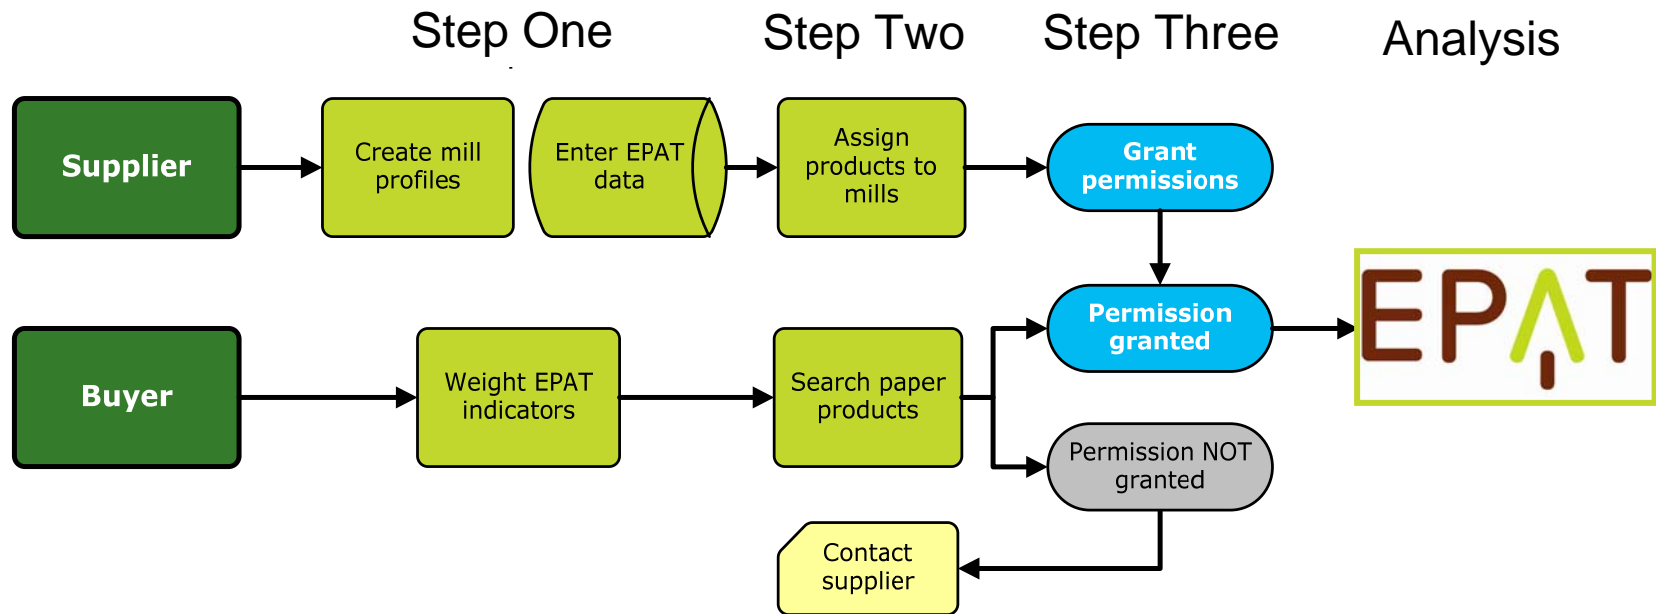 Step One
Step Two
Step Three
Analysis
Supplier
Create mill
profiles
Enter EPAT
data
Assign
products to
mills
Grant
permissions
Buyer
Weight EPAT
indicators
Search paper
products
Permission
granted
EPAT
Permission NOT
granted
Contact
supplier